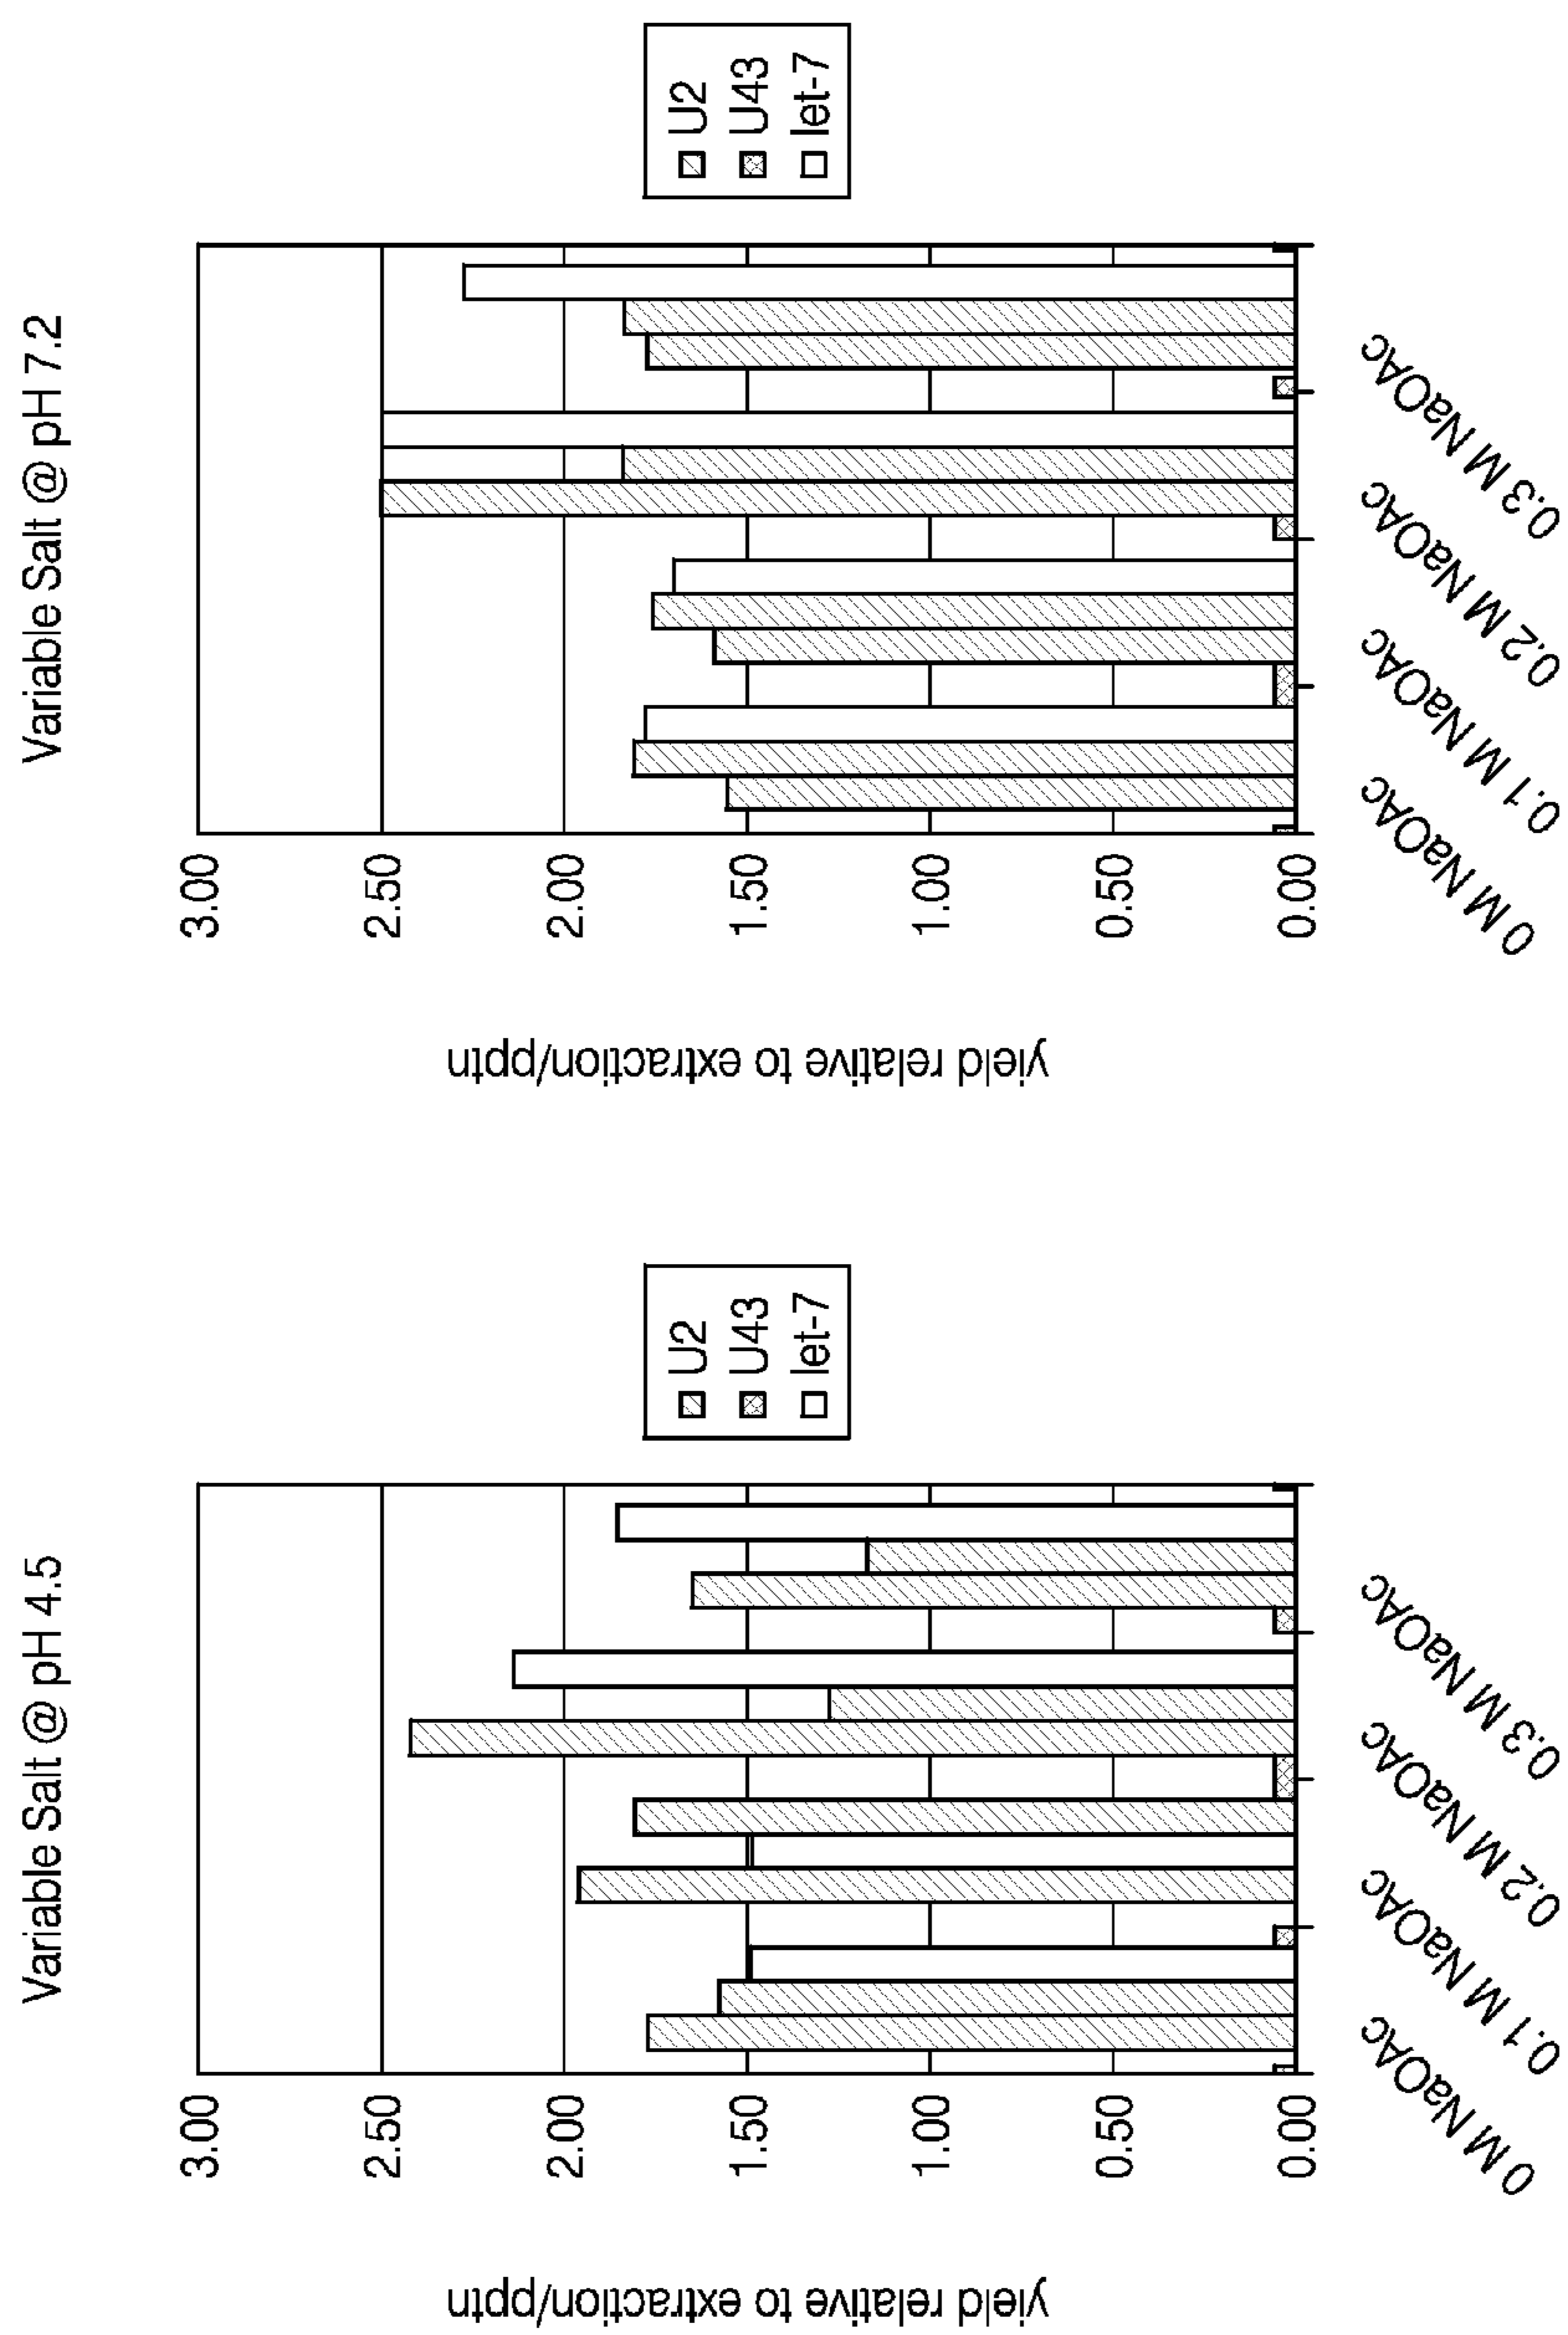 Variable Salt @ pH 4.5
yield relative to extraction/pptn
3.00
2.50
2.00
1.50
1.00
0.50
0.00
0 M NaOAc
0.1 M NaOAc
0.2 M NaOAc
0.3 M NaOAc
U2
U43
let-7
Variable Salt @ pH 7.2
yield relative to extraction/pptn
3.00
2.50
2.00
1.50
1.00
0.50
0.00
0 M NaOAc
0.1 M NaOAc
0.2 M NaOAc
0.3 M NaOAc
U2
U43
let-7